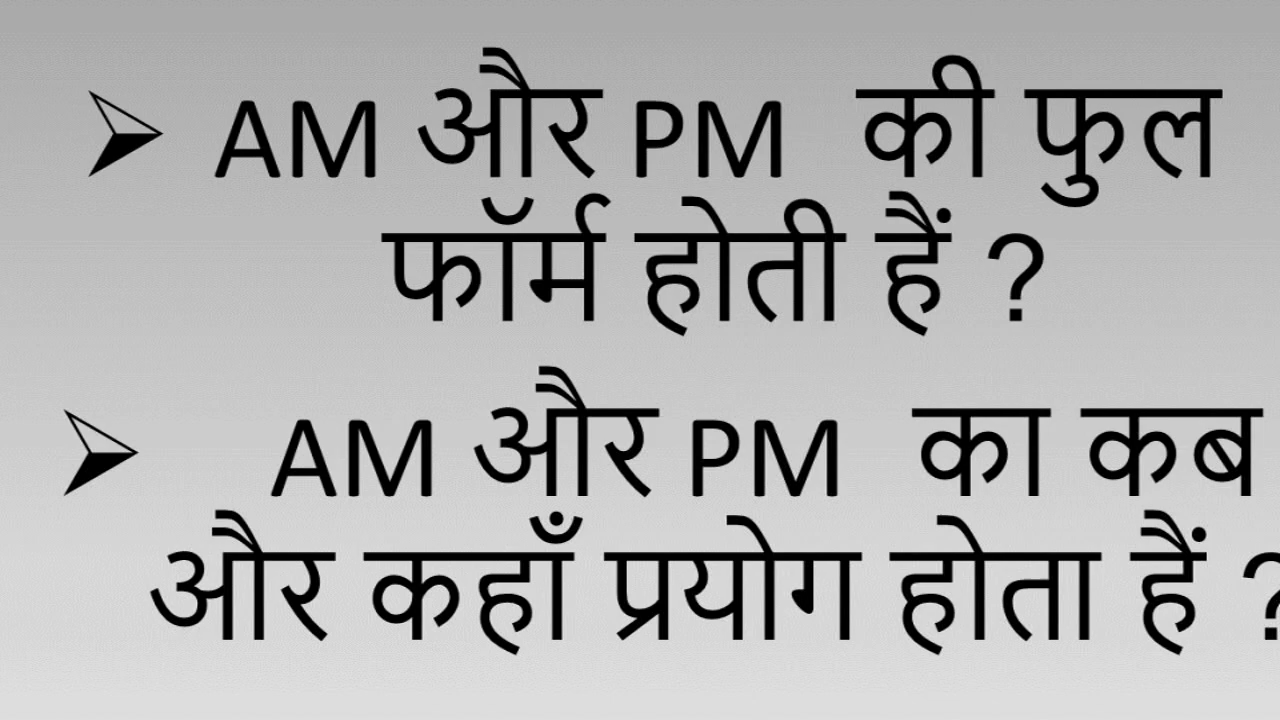 ➢ AM और PM की फुल
फॉर्म होती हैं ?
➢ AM और PM का कब
और कहाँ प्रयोग होता हैं ?